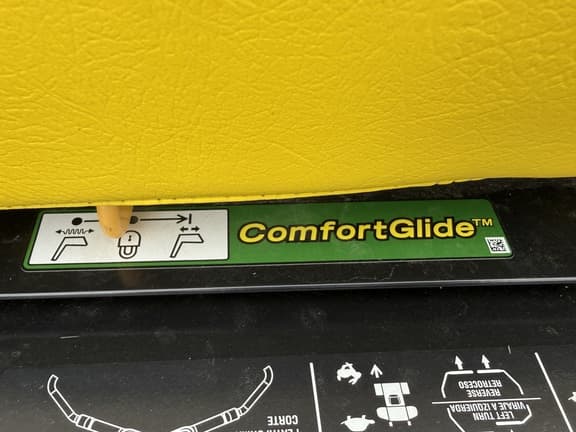 ComfortGlide™
CORTE
LEFT TURN
VIRAJE A IZQUIERDA
REVERSE
RETROCESO